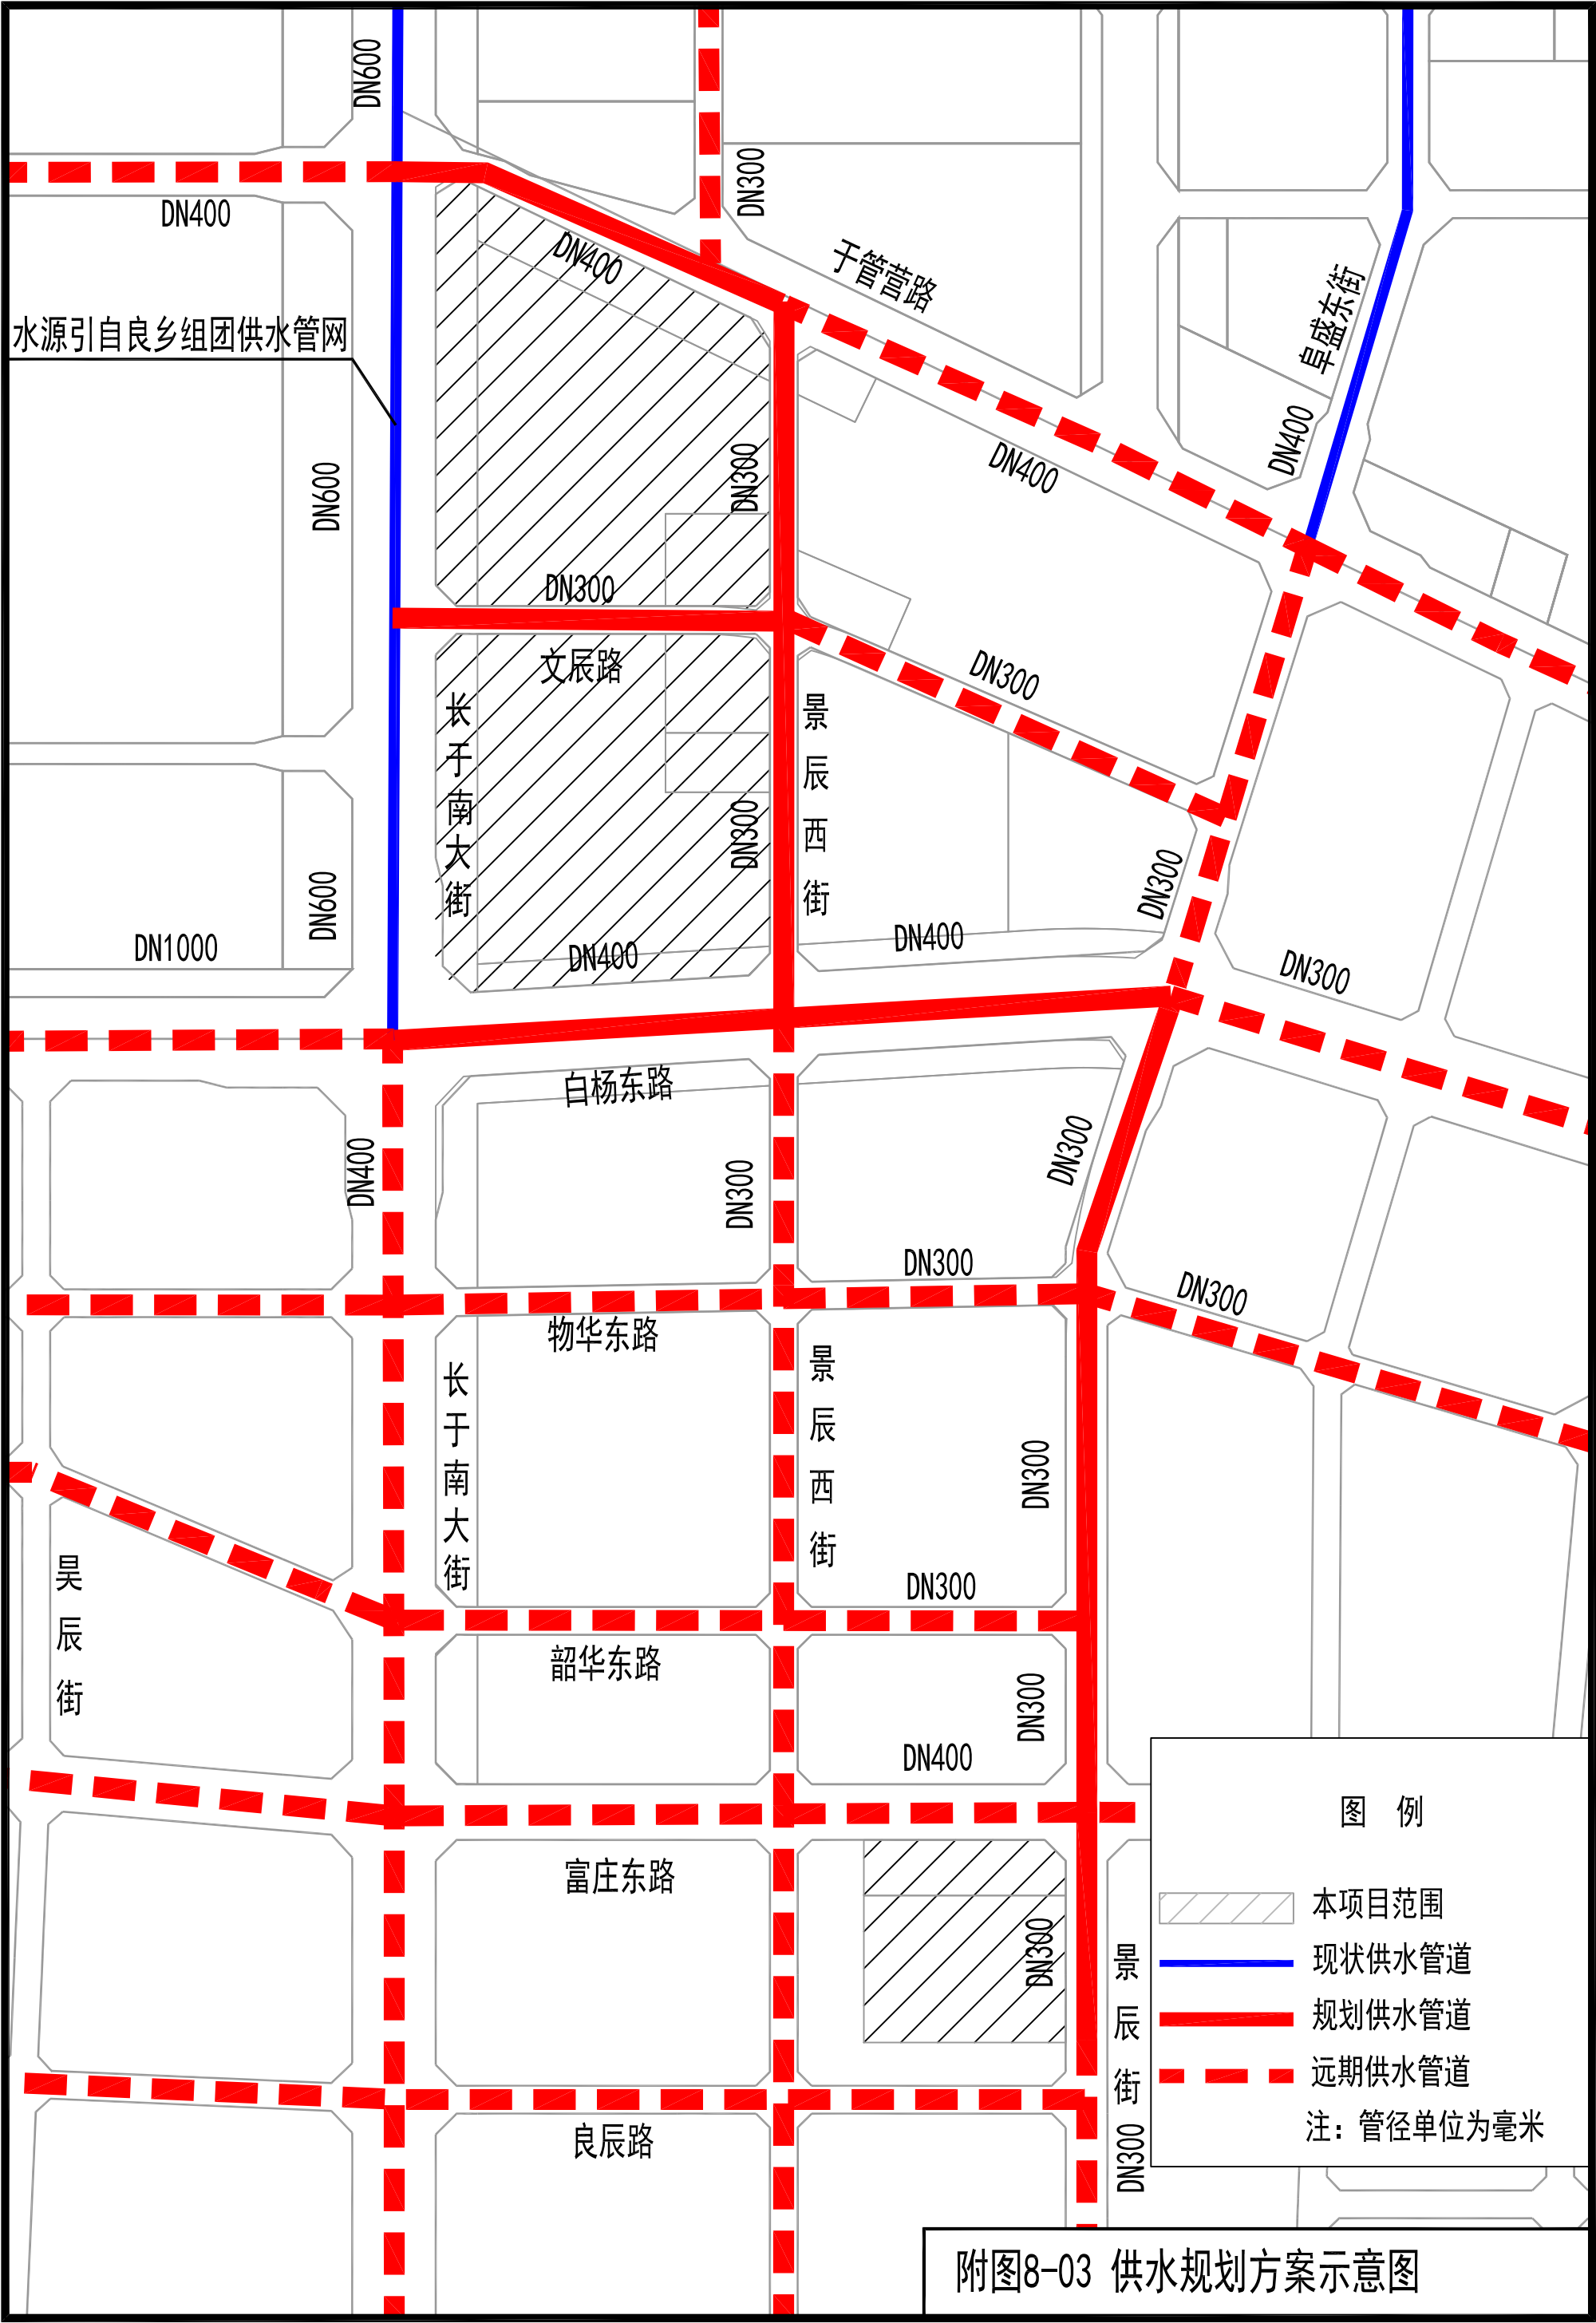 DN600
DN300
DN400
DN400
于管营路
阜盛东街
水源引自良乡组团供水管网
DN400
DN400
DN600
DN300
DN300
文辰路
DN300
长于南大街
景辰西街
DN300
DN300
DN600
DN1000
DN400
DN400
DN300
白杨东路
DN400
DN300
DN300
DN300
DN300
物华东路
长于南大街
景辰西街
DN300
昊辰街
DN300
韶华东路
DN300
DN400
富庄东路
DN300
景辰街
DN300
良辰路
图 例
本项目范围
现状供水管道
规划供水管道
远期供水管道
注：管径单位为毫米
附图8-03 供水规划方案示意图